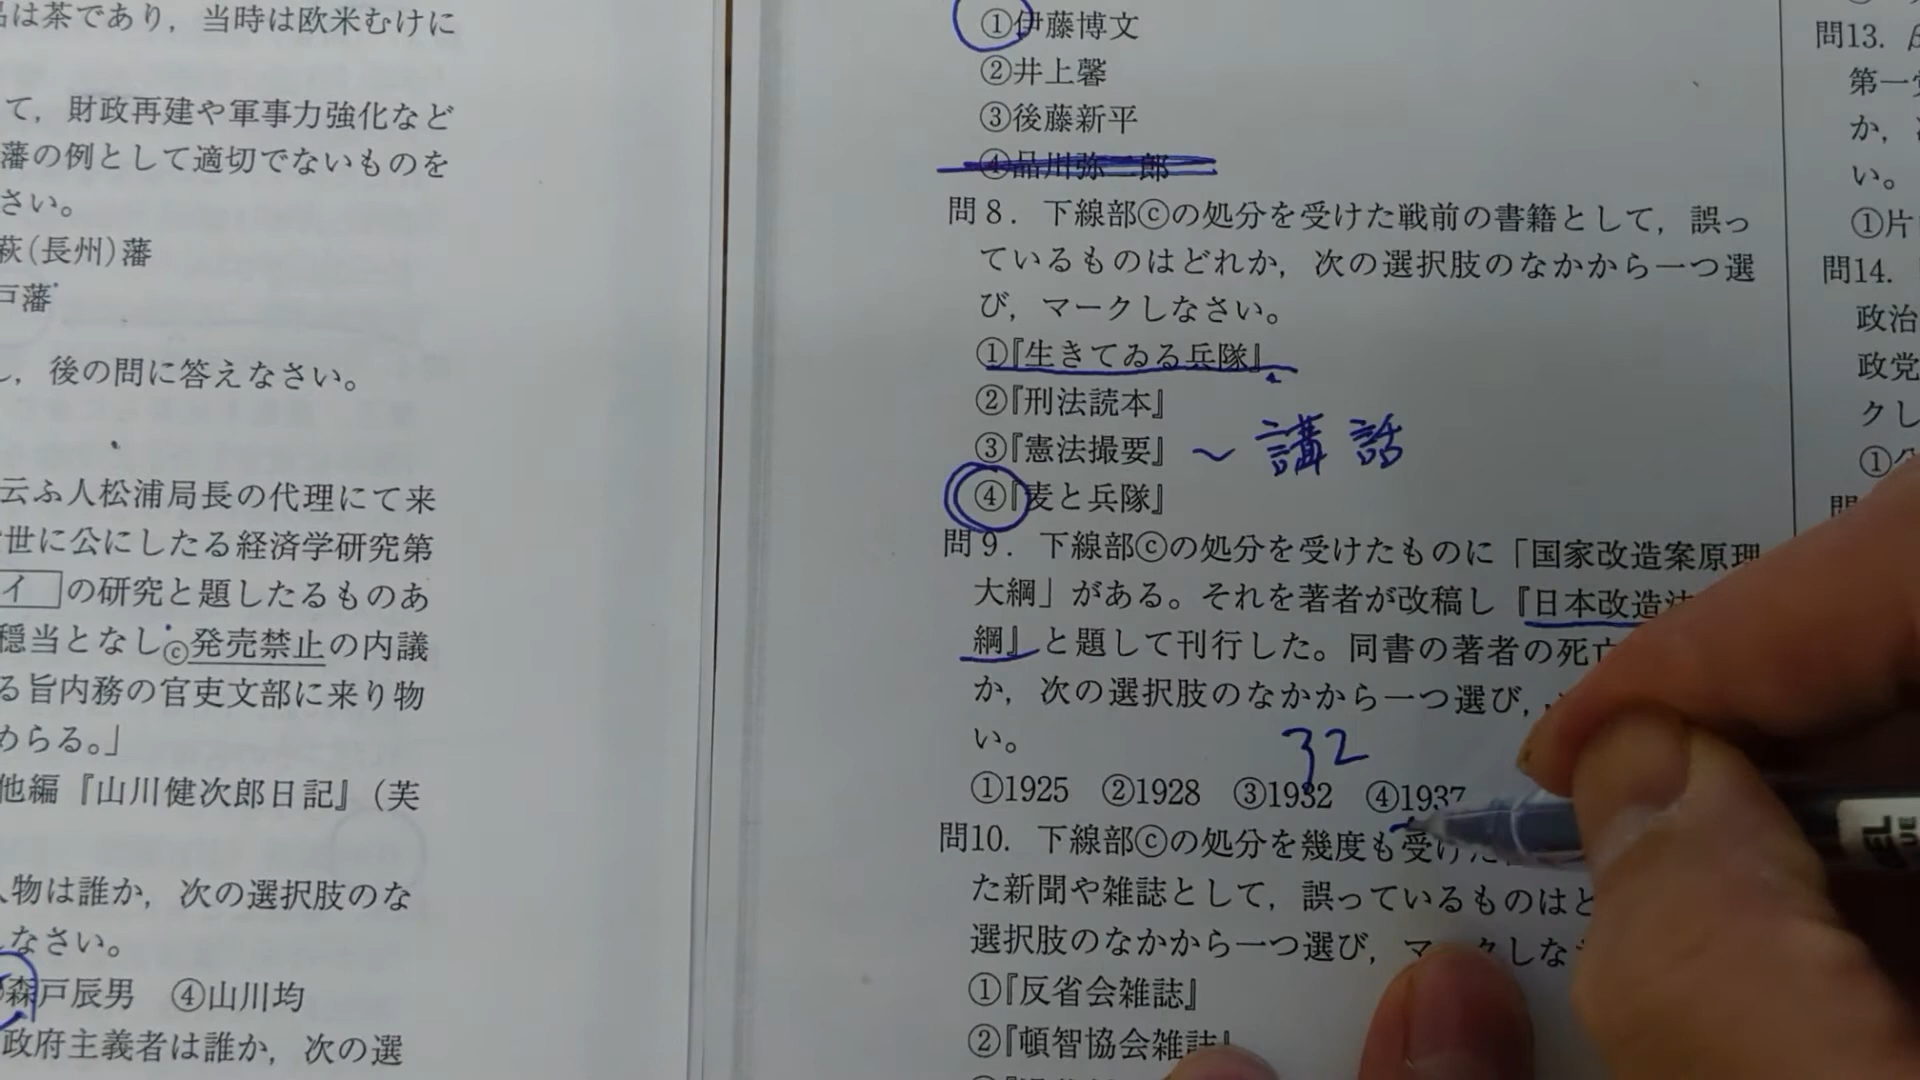 は茶であり，当時は欧米むけに
て，財政再建や軍事力強化など
藩の例として適切でないものを
さい。
萩(長州)藩
戸藩
，後の問に答えなさい。
云ふ人松浦局長の代理にて来
世に公にしたる経済学研究第
イの研究と題したるものあ
穏当となしⓒ発売禁止の内議
る旨内務の官吏文部に来り物
めらる。」
他編『山川健次郎日記』（芙
人物は誰か，次の選択肢のな
しなさい。
森戸辰男　④山川均
政府主義者は誰か，次の選
①伊藤博文
②井上馨
③後藤新平
④品川弥二郎
問８．下線部ⓒの処分を受けた戦前の書籍として，誤っ
ているものはどれか，次の選択肢のなかから一つ選
び，マークしなさい。
①『生きてゐる兵隊』
②『刑法読本』
③『憲法撮要』 〜講話
④『麦と兵隊』
問９．下線部ⓒの処分を受けたものに「国家改造案原理
大綱」がある。それを著者が改稿し『日本改造法
綱』と題して刊行した。同書の著者の死亡
か，次の選択肢のなかから一つ選び，
い。
32
①1925　②1928　③1932　④1937
問10．下線部ⓒの処分を幾度も受けた
た新聞や雑誌として，誤っているものはど
選択肢のなかから一つ選び，マークしな
①『反省会雑誌』
②『頓智協会雑誌』
問13．
第一
か，
い。
①片
問14．
政治
政党
クし
①
問